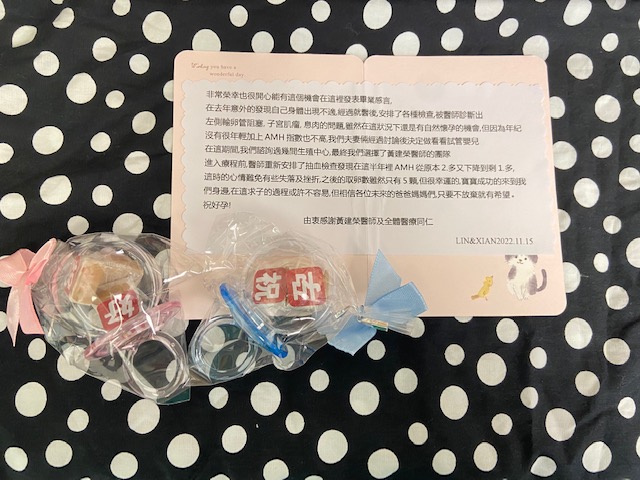 Wishing you have a
wonderful day
非常榮幸也很開心能有這個機會在這裡發表畢業感言,
在去年意外的發現自己身體出現不適,經過就醫後,安排了各種檢查,被醫師診斷出
左側輸卵管阻塞, 子宮肌瘤, 息肉的問題,雖然在這狀況下還是有自然懷孕的機會,但因為年紀
沒有很年輕加上 AMH 指數也不高,我們夫妻倆經過討論後決定做看看試管嬰兒
在這期間,我們諮詢過幾間生殖中心,最終我們選擇了黃建榮醫師的團隊
進入療程前,醫師重新安排了抽血檢查發現在這半年裡 AMH 從原本 2.多又下降到剩 1.多,
這時的心情難免有些失落及挫折,之後的取卵數雖然只有 5 顆,但很幸運的,寶寶成功的來到我
們身邊,在這求子的過程或許不容易,但相信各位未來的爸爸媽媽們,只要不放棄就有希望。
祝好孕!
由衷感謝黃建榮醫師及全體醫療同仁
LIN&XIAN2022.11.15
祝
好